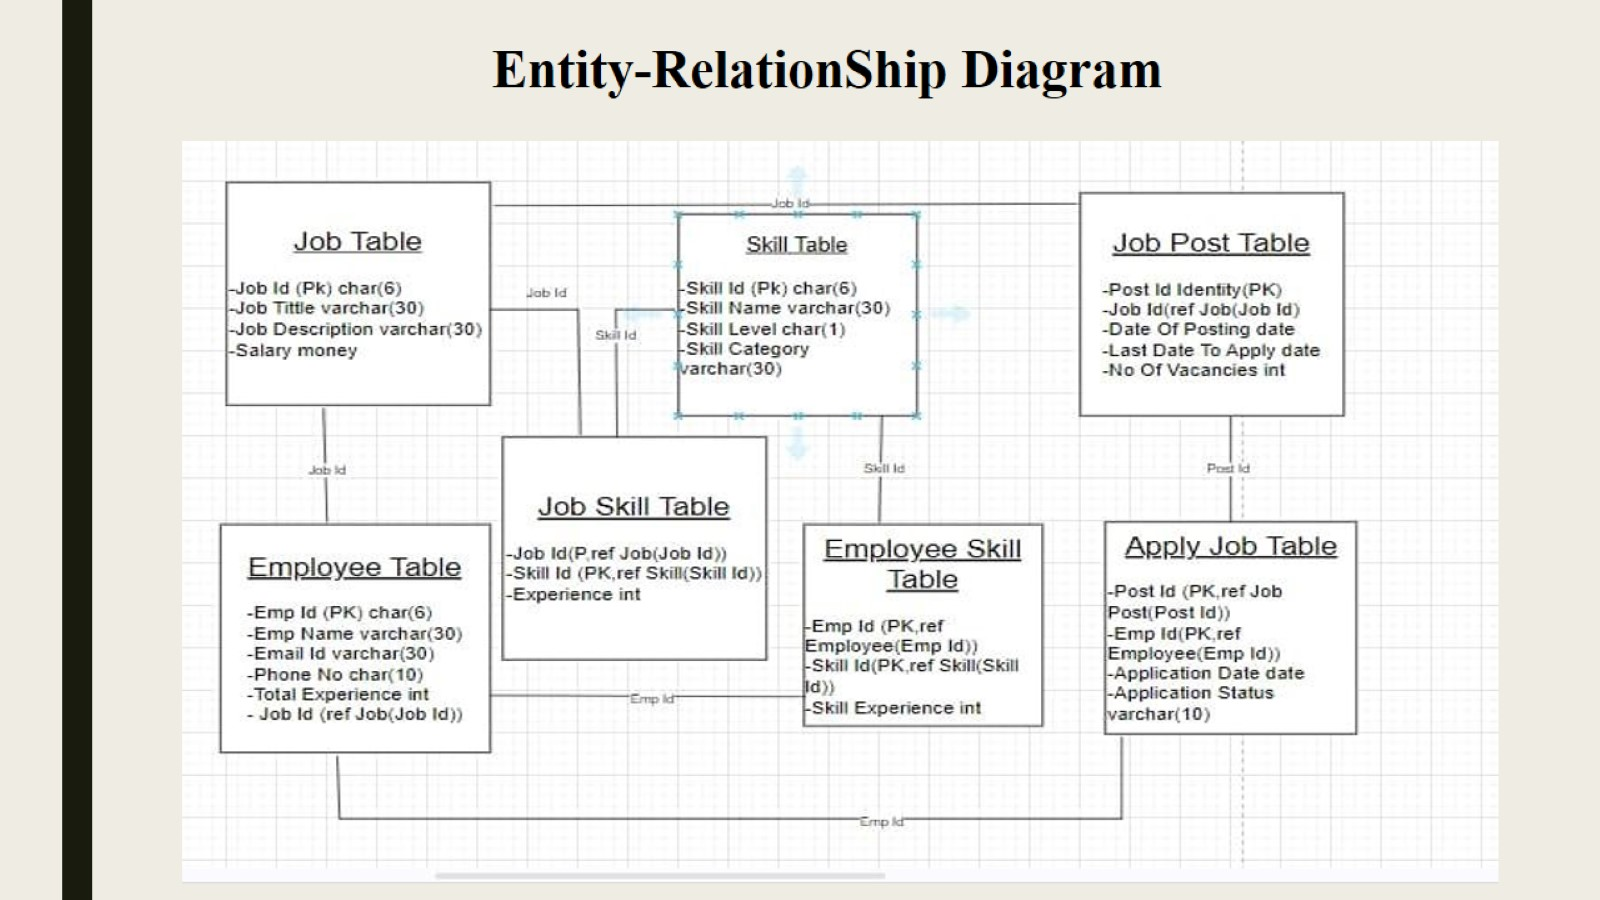 Entity-RelationShip Diagram
Job Id
Job Table
-Job Id (Pk) char(6)
-Job Tittle varchar(30)
-Job Description varchar(30)
-Salary money
Job Id
Skill Id
Skill Table
-Skill Id (Pk) char(6)
-Skill Name varchar(30)
-Skill Level char(1)
-Skill Category
varchar(30)
Job Post Table
-Post Id Identity(PK)
-Job Id(ref Job(Job Id)
-Date Of Posting date
-Last Date To Apply date
-No Of Vacancies int
Job Id
Skill Id
Post Id
Employee Table
-Emp Id (PK) char(6)
-Emp Name varchar(30)
-Email Id varchar(30)
-Phone No char(10)
-Total Experience int
- Job Id (ref Job(Job Id))
Job Skill Table
-Job Id(P,ref Job(Job Id))
-Skill Id (PK,ref Skill(Skill Id))
-Experience int
Employee Skill
Table
-Emp Id (PK,ref
Employee(Emp Id))
-Skill Id(PK,ref Skill(Skill
Id))
-Skill Experience int
Apply Job Table
-Post Id (PK,ref Job
Post(Post Id))
-Emp Id(PK,ref
Employee(Emp Id))
-Application Date date
-Application Status
varchar(10)
Emp Id
Emp Id